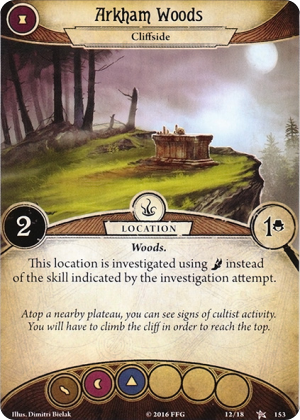 Arkham Woods
Cliffside
2
LOCATION
1
Woods.
This location is investigated using instead
of the skill indicated by the investigation attempt.
Atop a nearby plateau, you can see signs of cultist activity.
You will have to climb the cliff in order to reach the top.
Illus. Dimitri Bielak
© 2016 FFG
12/18
153